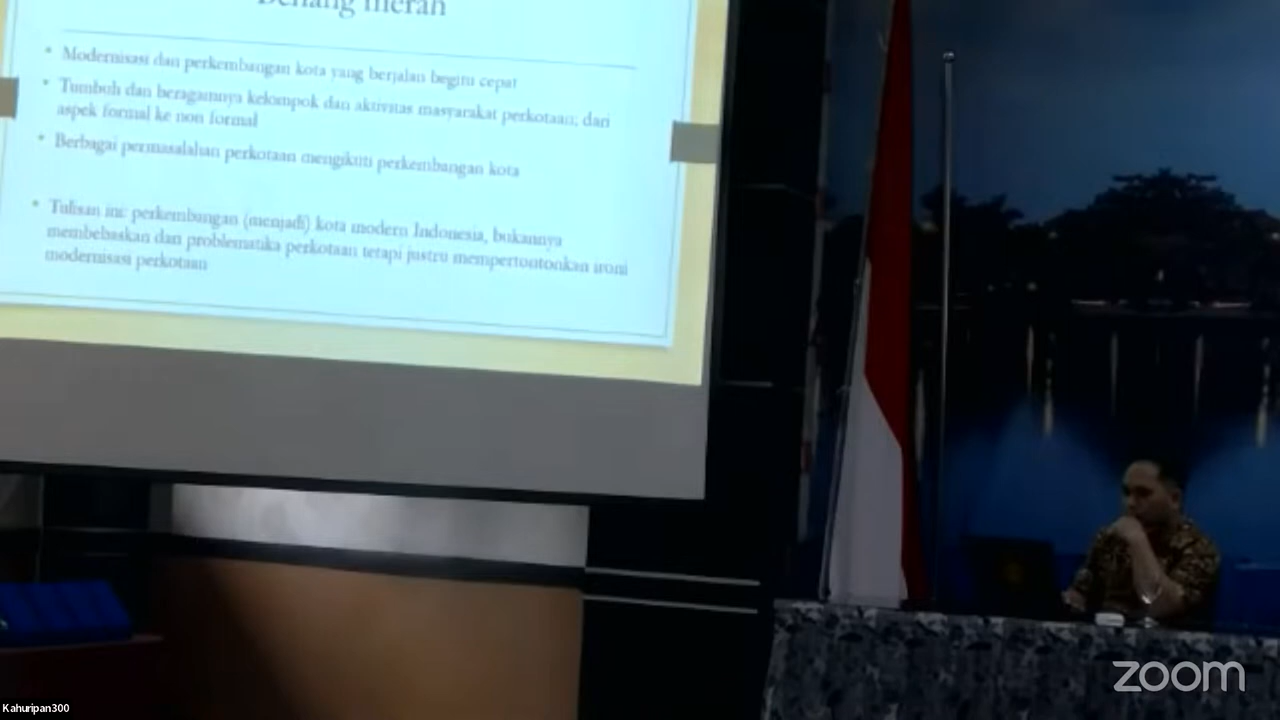 Benang merah
• Modernisasi dan perkembangan kota yang berjalan begitu cepat
• Tumbuh dan beragamnya kelompok dan aktivitas masyarakat perkotaan; dari
aspek formal ke non formal
• Berbagai permasalahan perkotaan mengikuti perkembangan kota
• Tulisan ini: perkembangan (menjadi) kota modern Indonesia, bukannya
membebaskan dan problematika perkotaan tetapi justru mempertontonkan ironi
modernisasi perkotaan
zoom
Kahuripan300